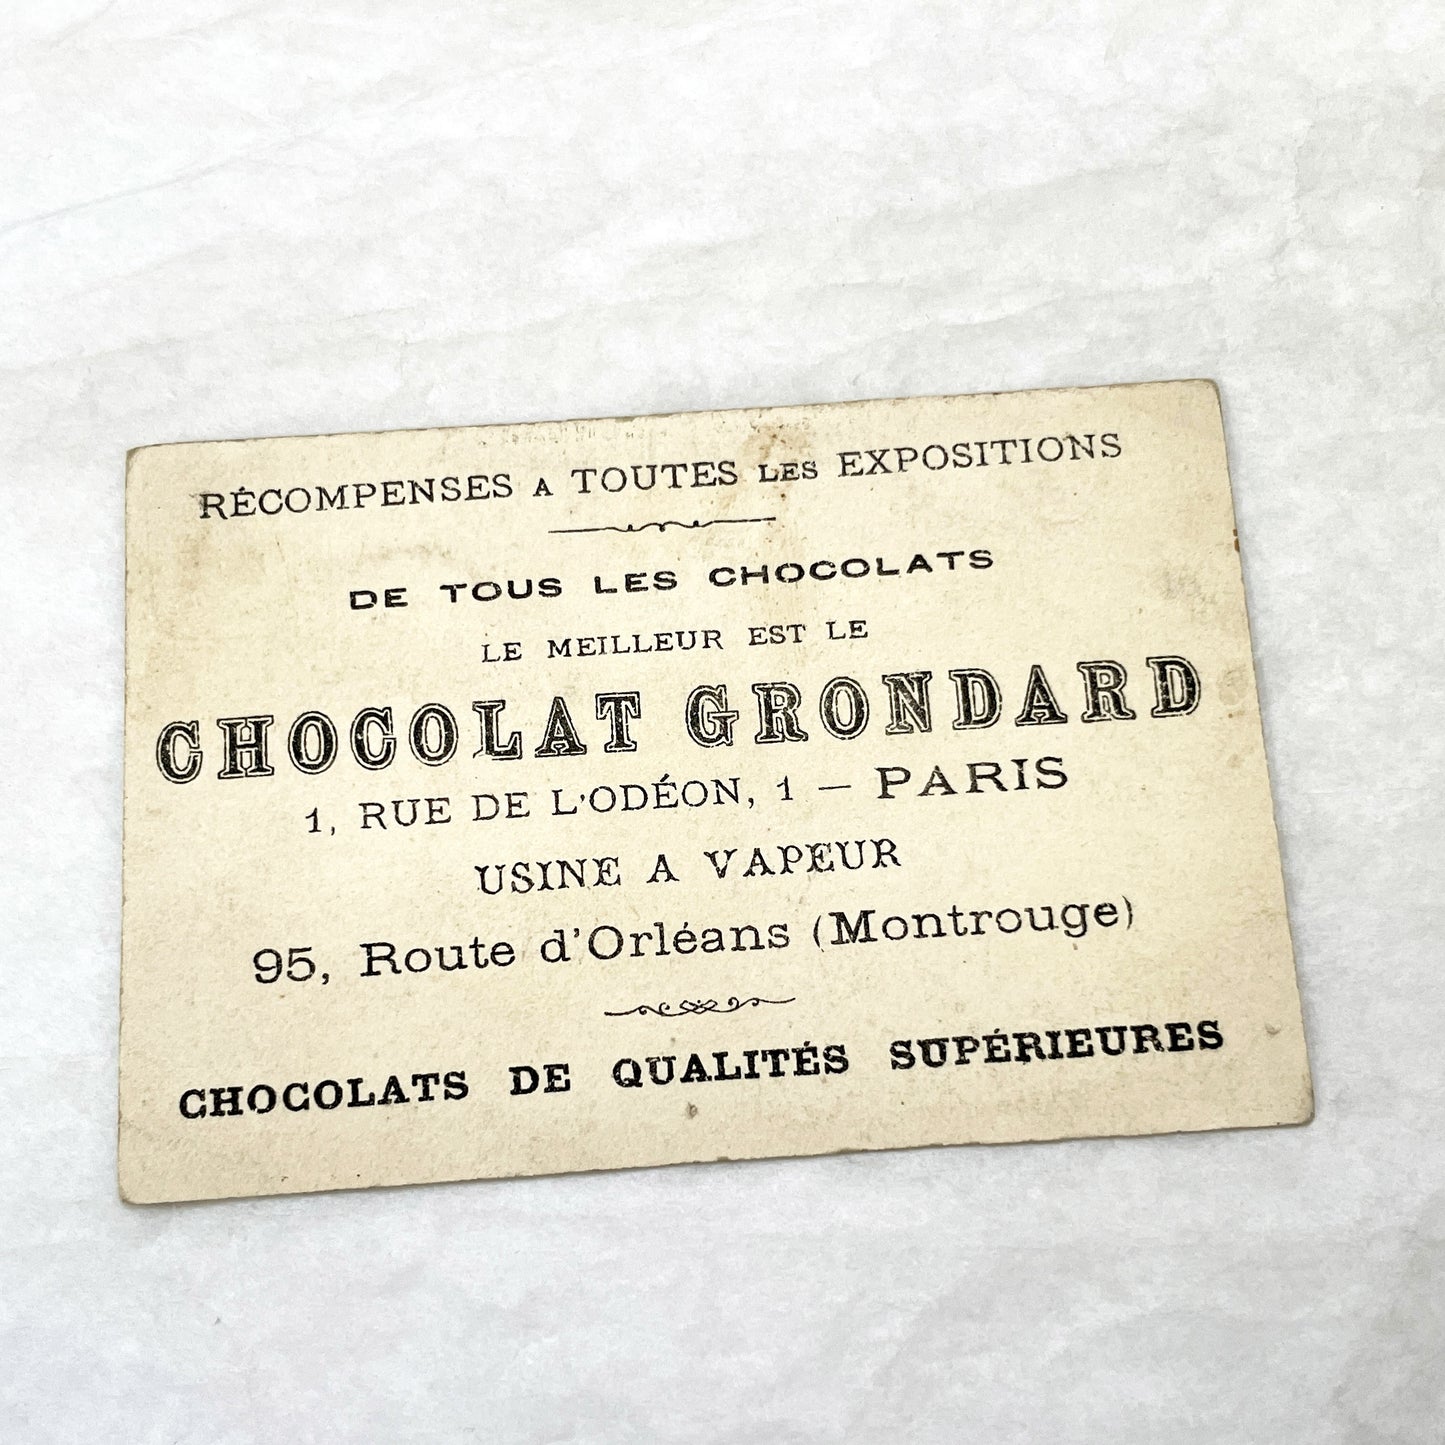 RÉCOMPENSES A TOUTES LES EXPOSITIONS
DE TOUS LES CHOCOLATS
LE MEILLEUR EST LE
CHOCOLAT GRONDARD
1, RUE DE L'ODÉON, 1 — PARIS
USINE A VAPEUR
95, Route d'Orléans (Montrouge)
CHOCOLATS DE QUALITÉS SUPÉRIEURES